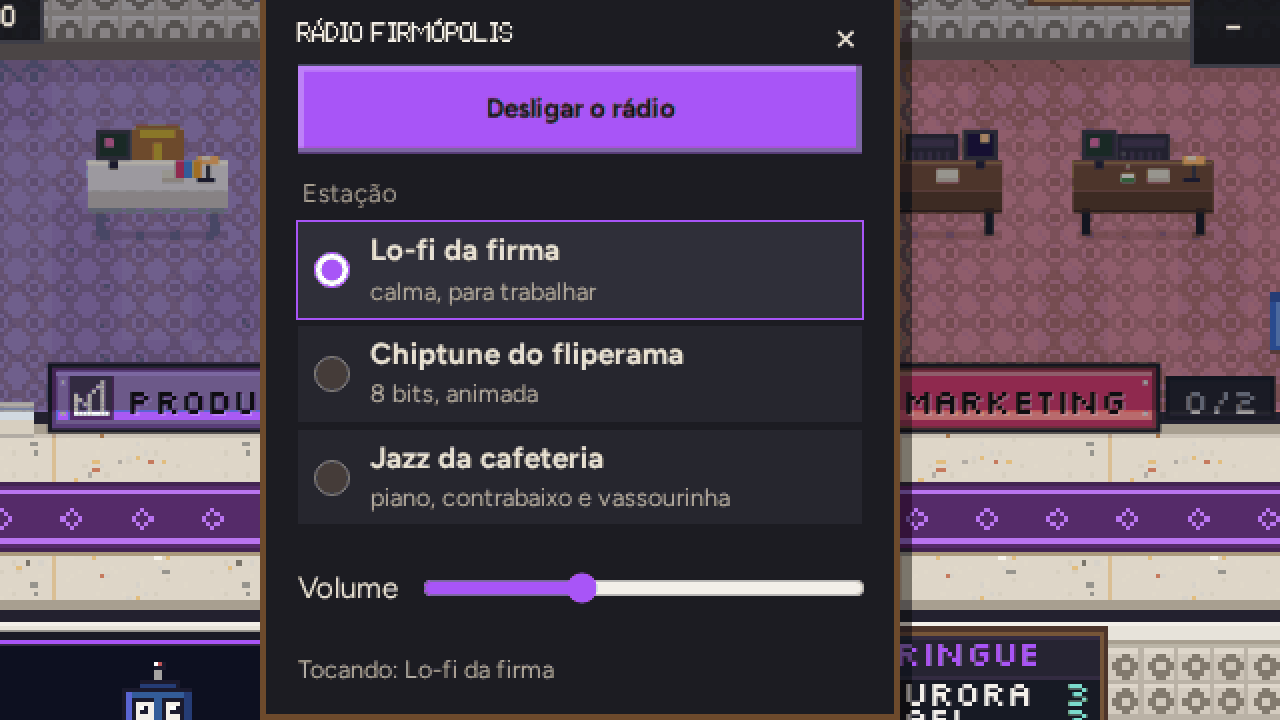 0
RÁDIO FIRMÓPOLIS
×
Desligar o rádio
Estação
Lo-fi da firma
calma, para trabalhar
Chiptune do fliperama
8 bits, animada
Jazz da cafeteria
piano, contrabaixo e vassourinha
PRODU
MARKETING
0/2
Volume
Tocando: Lo-fi da firma
RINGUE
URORA 3